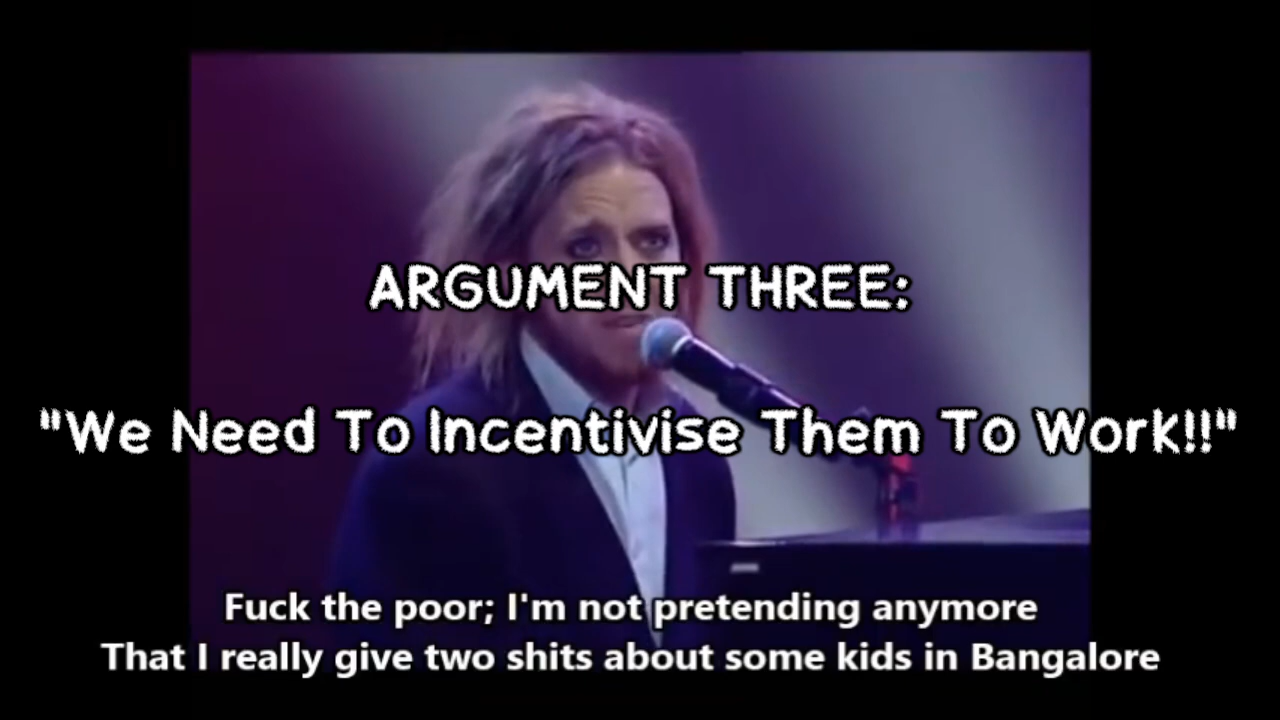 ARGUMENT THREE:
"We Need To Incentivise Them To Work!!"
Fuck the poor; I'm not pretending anymore
That I really give two shits about some kids in Bangalore